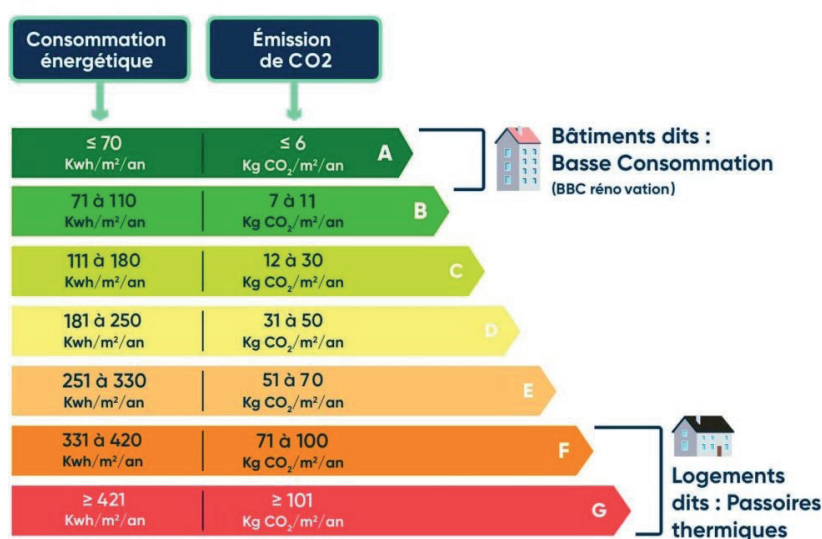 Consommation
énergétique
Émission
de CO2
≤ 70
Kwh/m²/an
≤ 6
Kg CO₂/m²/an
A
71 à 110
Kwh/m²/an
7 à 11
Kg CO₂/m²/an
B
111 à 180
Kwh/m²/an
12 à 30
Kg CO₂/m²/an
C
181 à 250
Kwh/m²/an
31 à 50
Kg CO₂/m²/an
D
251 à 330
Kwh/m²/an
51 à 70
Kg CO₂/m²/an
E
331 à 420
Kwh/m²/an
71 à 100
Kg CO₂/m²/an
F
≥ 421
Kwh/m²/an
≥ 101
Kg CO₂/m²/an
G
Bâtiments dits :
Basse Consommation
(BBC réno vation)
Logements
dits : Passoires
thermiques